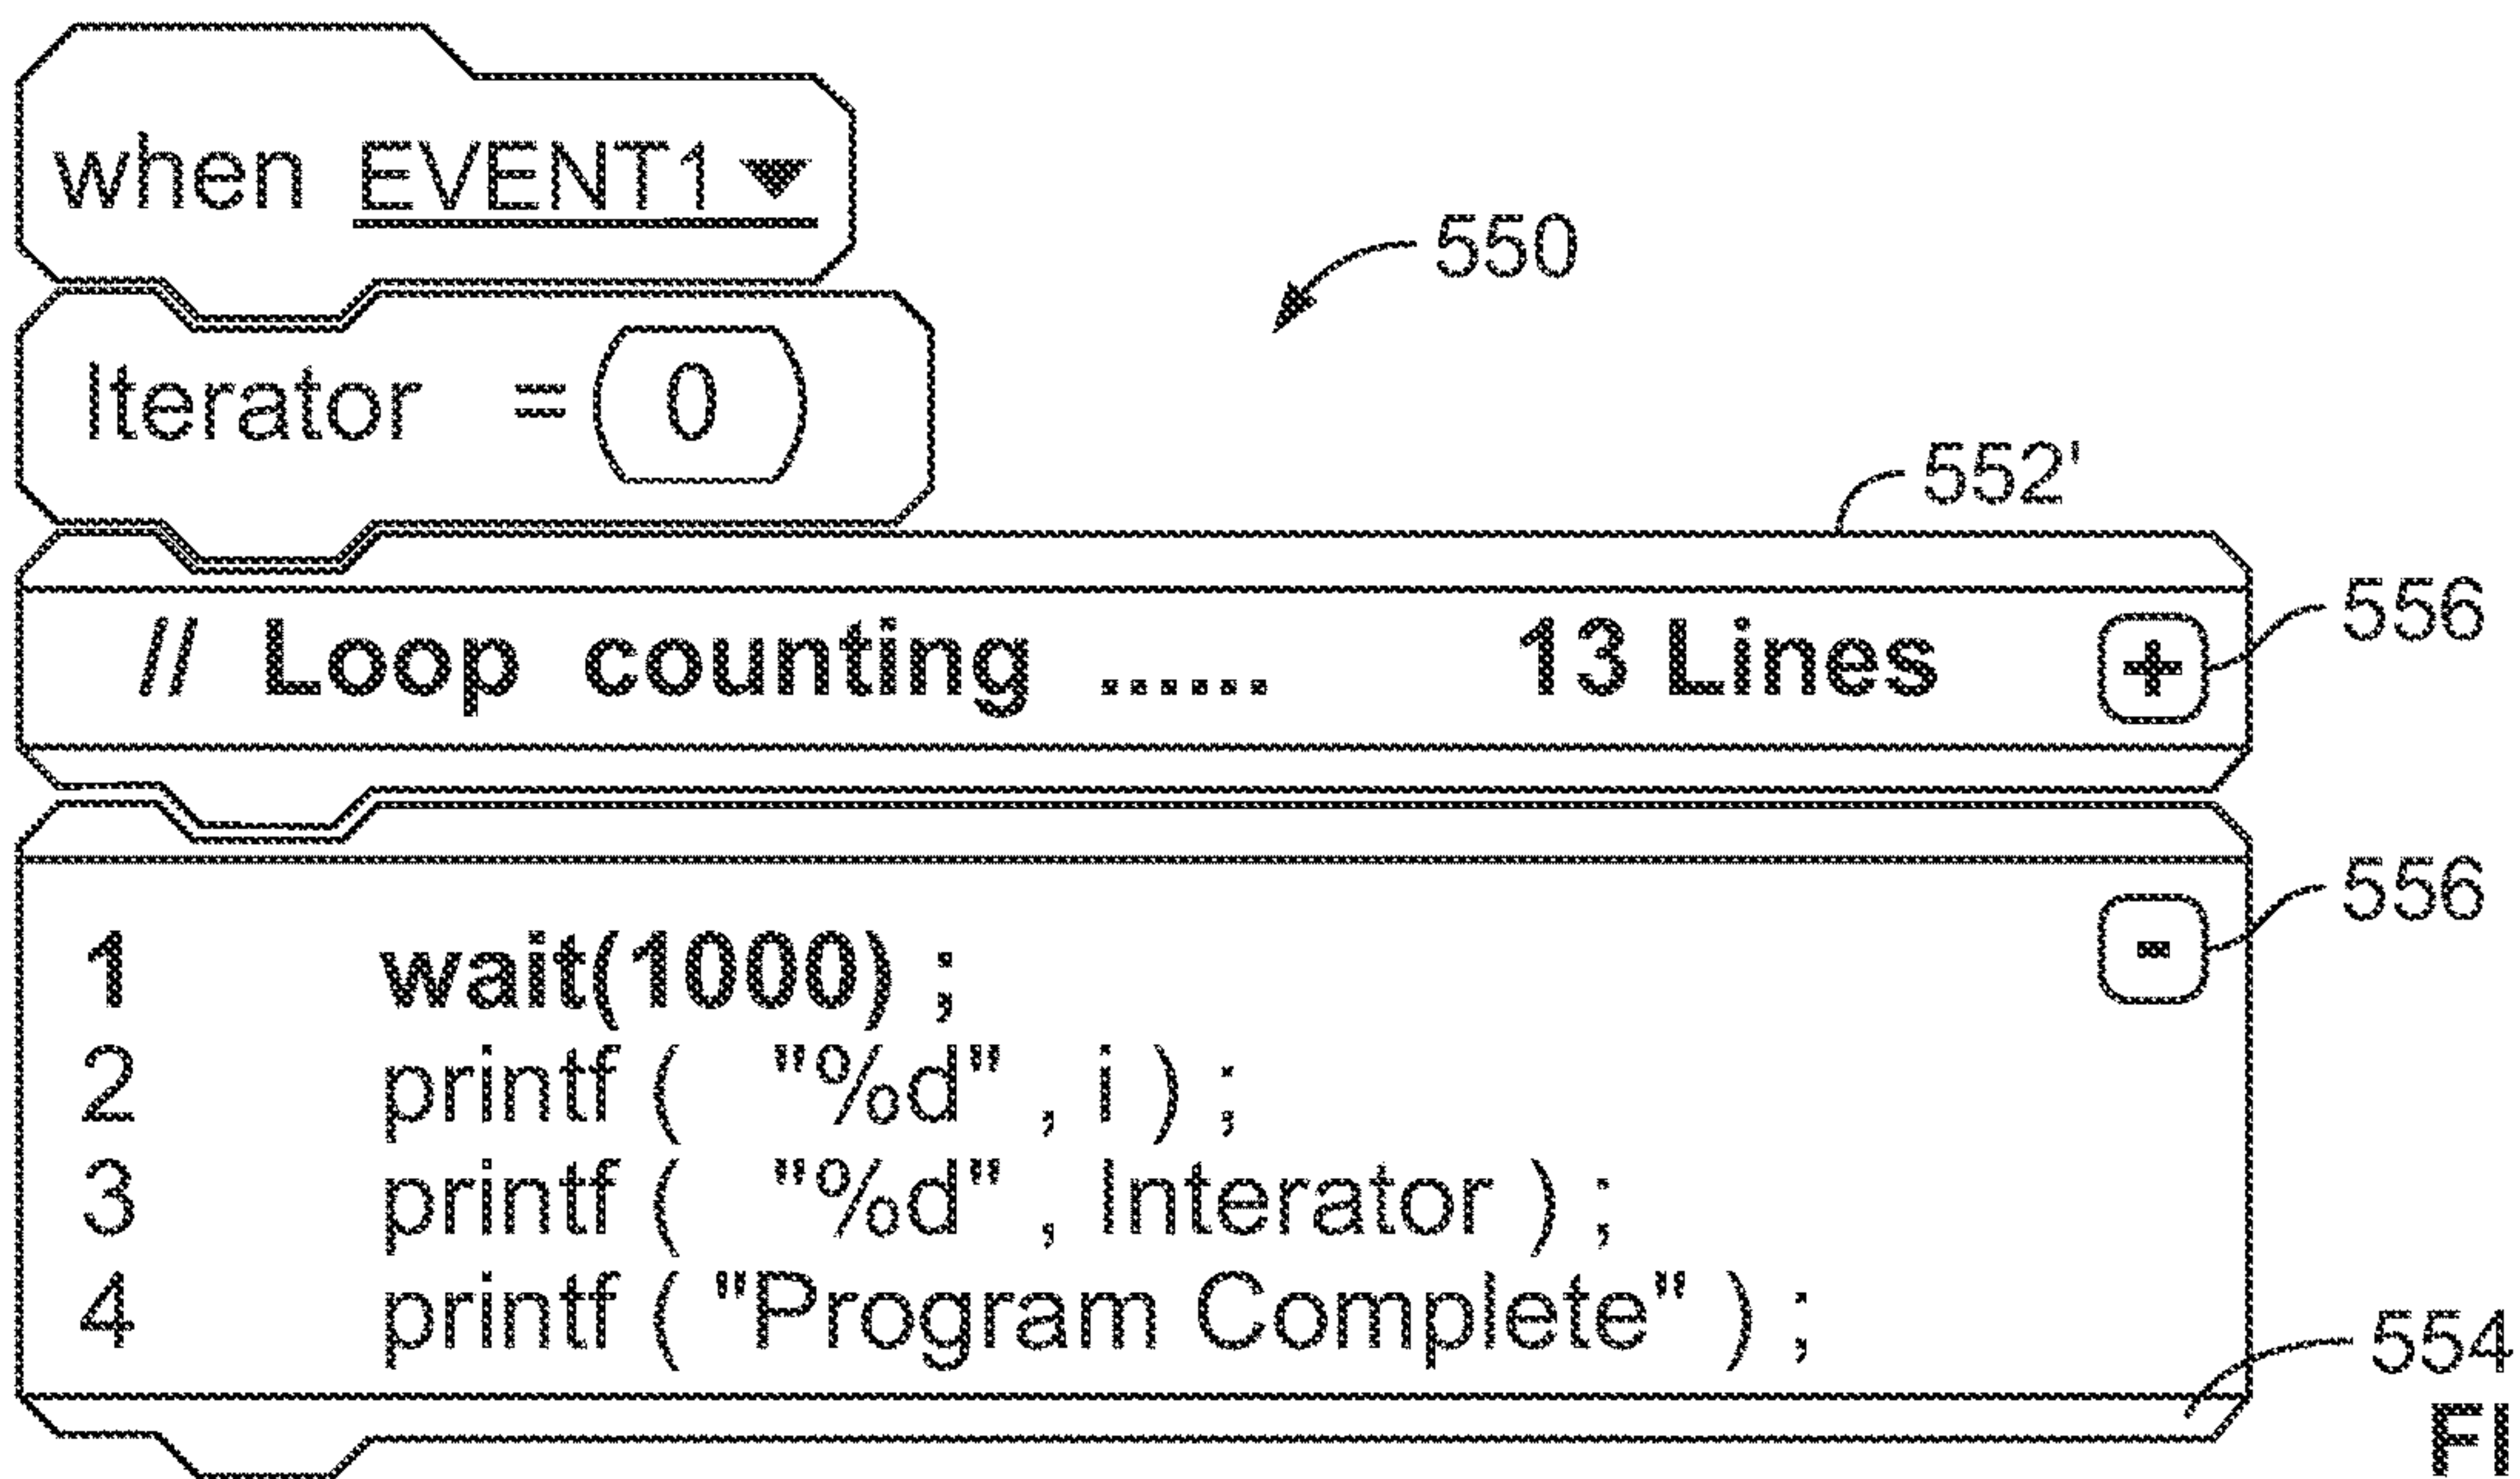 when EVENT1
550
Iterator = 0
552'
// Loop counting ...... 13 Lines +
556
556
1 wait(1000) ; -
2 printf ( "%d" , i ) ;
3 printf ( "%d" , Interator ) ;
4 printf ( "Program Complete" ) ;
554
FI